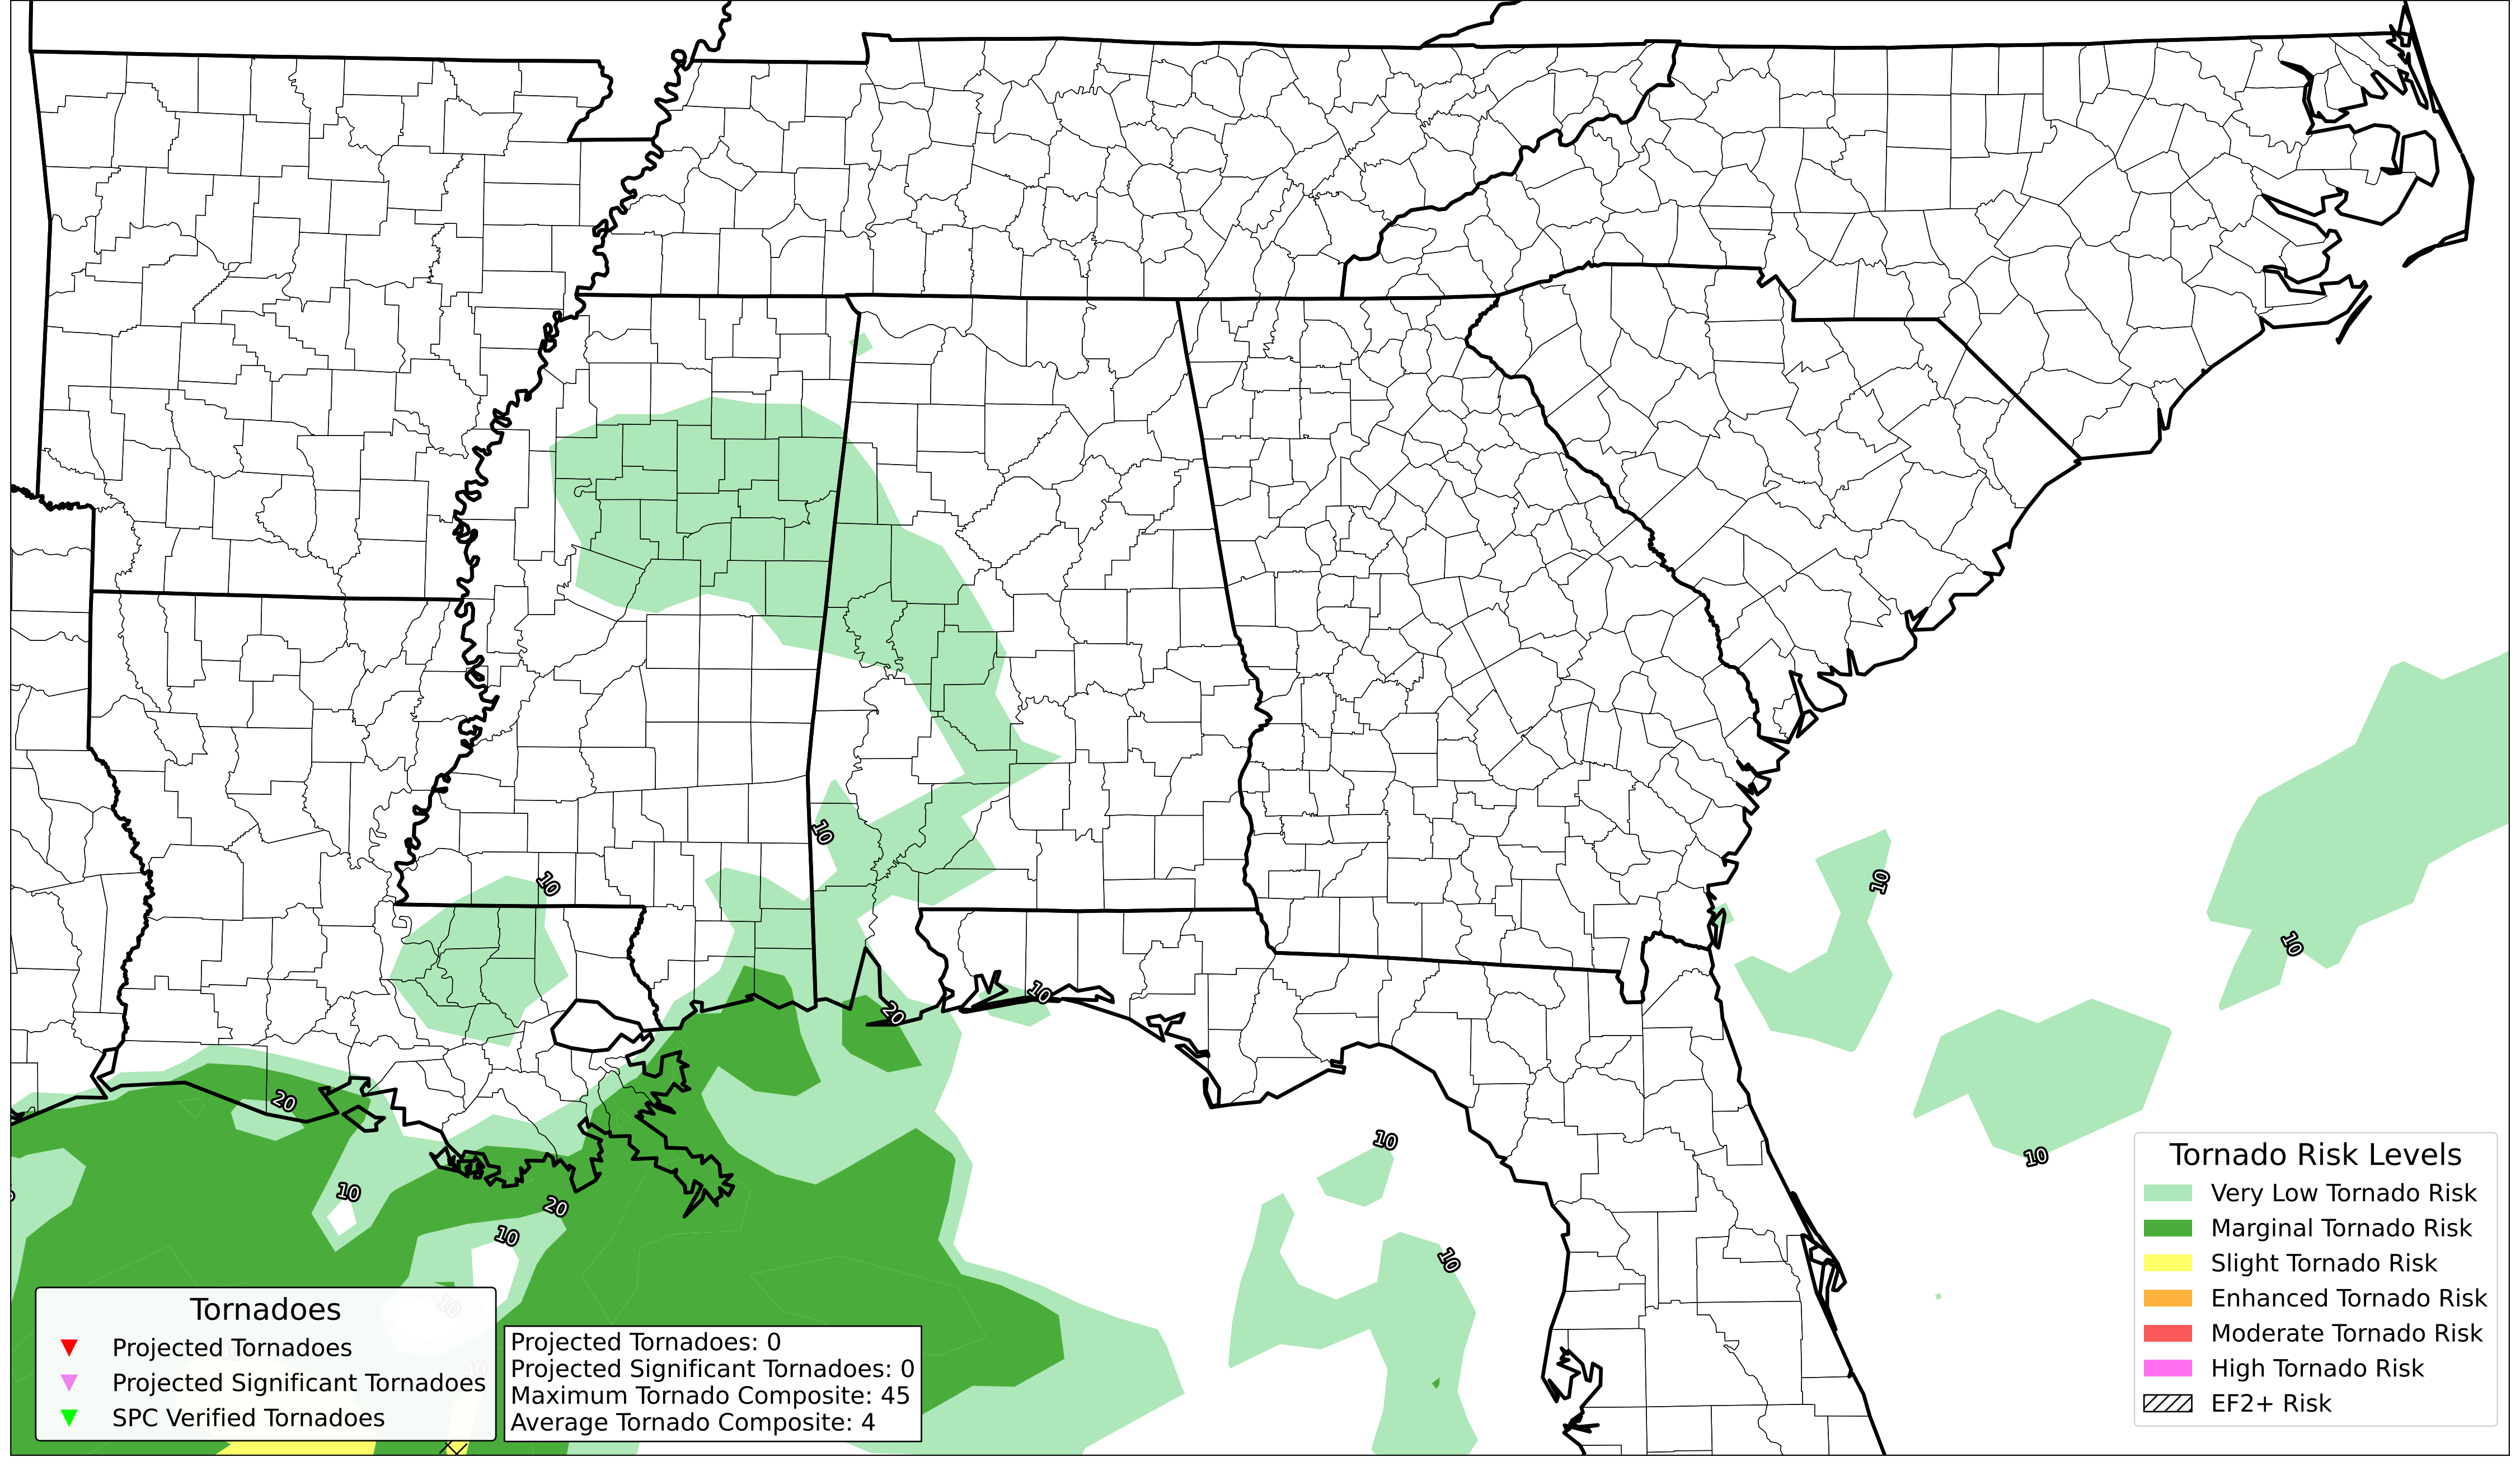 10
10
20
10
10
10
20
10
10
10
20
10
10
10
Tornadoes
Projected Tornadoes
Projected Significant Tornadoes
SPC Verified Tornadoes
Projected Tornadoes: 0
Projected Significant Tornadoes: 0
Maximum Tornado Composite: 45
Average Tornado Composite: 4
Tornado Risk Levels
Very Low Tornado Risk
Marginal Tornado Risk
Slight Tornado Risk
Enhanced Tornado Risk
Moderate Tornado Risk
High Tornado Risk
EF2+ Risk